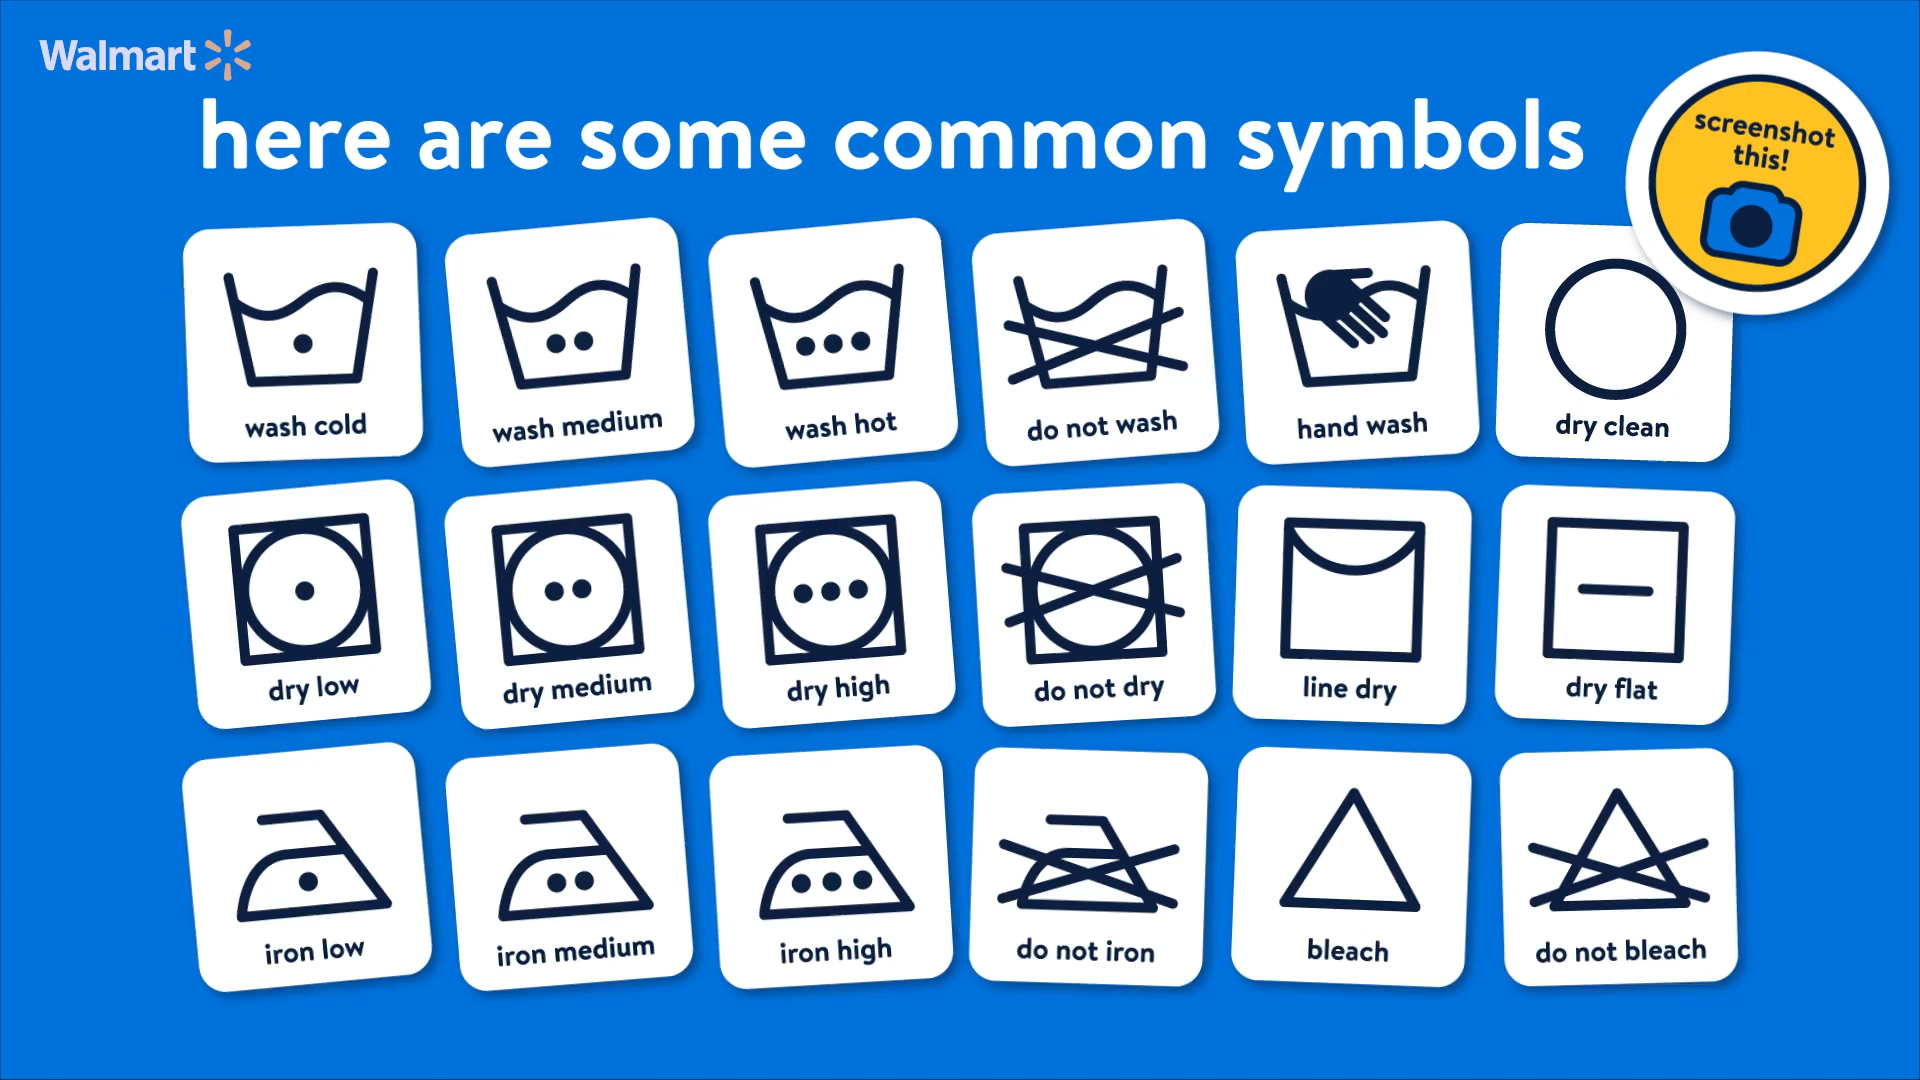 Walmart
here are some common symbols
screenshot
this!
wash cold
wash medium
wash hot
do not wash
hand wash
dry clean
dry low
dry medium
dry high
do not dry
line dry
dry flat
iron low
iron medium
iron high
do not iron
bleach
do not bleach